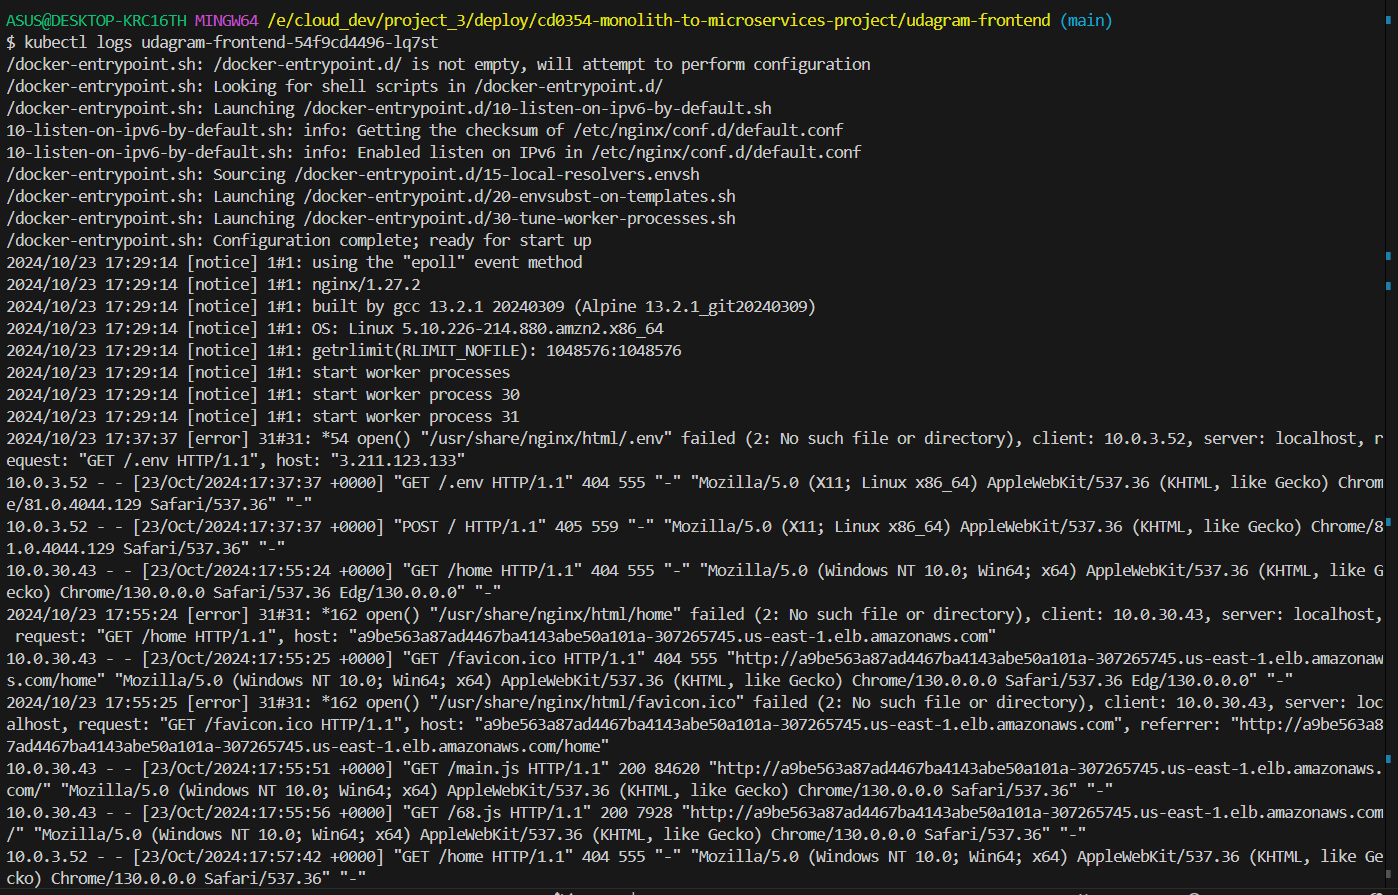 ASUS@DESKTOP-KRC16TH MINGW64 /e/cloud_dev/project_3/deploy/cd0354-monolith-to-microservices-project/udagram-frontend (main)
$ kubectl logs udagram-frontend-54f9cd4496-lq7st
/docker-entrypoint.sh: /docker-entrypoint.d/ is not empty, will attempt to perform configuration
/docker-entrypoint.sh: Looking for shell scripts in /docker-entrypoint.d/
/docker-entrypoint.sh: Launching /docker-entrypoint.d/10-listen-on-ipv6-by-default.sh
10-listen-on-ipv6-by-default.sh: info: Getting the checksum of /etc/nginx/conf.d/default.conf
10-listen-on-ipv6-by-default.sh: info: Enabled listen on IPv6 in /etc/nginx/conf.d/default.conf
/docker-entrypoint.sh: Sourcing /docker-entrypoint.d/15-local-resolvers.envsh
/docker-entrypoint.sh: Launching /docker-entrypoint.d/20-envsubst-on-templates.sh
/docker-entrypoint.sh: Launching /docker-entrypoint.d/30-tune-worker-processes.sh
/docker-entrypoint.sh: Configuration complete; ready for start up
2024/10/23 17:29:14 [notice] 1#1: using the "epoll" event method
2024/10/23 17:29:14 [notice] 1#1: nginx/1.27.2
2024/10/23 17:29:14 [notice] 1#1: built by gcc 13.2.1 20240309 (Alpine 13.2.1_git20240309)
2024/10/23 17:29:14 [notice] 1#1: OS: Linux 5.10.226-214.880.amzn2.x86_64
2024/10/23 17:29:14 [notice] 1#1: getrlimit(RLIMIT_NOFILE): 1048576:1048576
2024/10/23 17:29:14 [notice] 1#1: start worker processes
2024/10/23 17:29:14 [notice] 1#1: start worker process 30
2024/10/23 17:29:14 [notice] 1#1: start worker process 31
2024/10/23 17:37:37 [error] 31#31: *54 open() "/usr/share/nginx/html/.env" failed (2: No such file or directory), client: 10.0.3.52, server: localhost, r
equest: "GET /.env HTTP/1.1", host: "3.211.123.133"
10.0.3.52 - - [23/Oct/2024:17:37:37 +0000] "GET /.env HTTP/1.1" 404 555 "-" "Mozilla/5.0 (X11; Linux x86_64) AppleWebKit/537.36 (KHTML, like Gecko) Chrom
e/81.0.4044.129 Safari/537.36" "-"
10.0.3.52 - - [23/Oct/2024:17:37:37 +0000] "POST / HTTP/1.1" 405 559 "-" "Mozilla/5.0 (X11; Linux x86_64) AppleWebKit/537.36 (KHTML, like Gecko) Chrome/8
1.0.4044.129 Safari/537.36" "-"
10.0.30.43 - - [23/Oct/2024:17:55:24 +0000] "GET /home HTTP/1.1" 404 555 "-" "Mozilla/5.0 (Windows NT 10.0; Win64; x64) AppleWebKit/537.36 (KHTML, like G
ecko) Chrome/130.0.0.0 Safari/537.36 Edg/130.0.0.0" "-"
2024/10/23 17:55:24 [error] 31#31: *162 open() "/usr/share/nginx/html/home" failed (2: No such file or directory), client: 10.0.30.43, server: localhost,
 request: "GET /home HTTP/1.1", host: "a9be563a87ad4467ba4143abe50a101a-307265745.us-east-1.elb.amazonaws.com"
10.0.30.43 - - [23/Oct/2024:17:55:25 +0000] "GET /favicon.ico HTTP/1.1" 404 555 "http://a9be563a87ad4467ba4143abe50a101a-307265745.us-east-1.elb.amazonaw
s.com/home" "Mozilla/5.0 (Windows NT 10.0; Win64; x64) AppleWebKit/537.36 (KHTML, like Gecko) Chrome/130.0.0.0 Safari/537.36 Edg/130.0.0.0" "-"
2024/10/23 17:55:25 [error] 31#31: *162 open() "/usr/share/nginx/html/favicon.ico" failed (2: No such file or directory), client: 10.0.30.43, server: loc
alhost, request: "GET /favicon.ico HTTP/1.1", host: "a9be563a87ad4467ba4143abe50a101a-307265745.us-east-1.elb.amazonaws.com", referrer: "http://a9be563a8
7ad4467ba4143abe50a101a-307265745.us-east-1.elb.amazonaws.com/home"
10.0.30.43 - - [23/Oct/2024:17:55:51 +0000] "GET /main.js HTTP/1.1" 200 84620 "http://a9be563a87ad4467ba4143abe50a101a-307265745.us-east-1.elb.amazonaws.
com/" "Mozilla/5.0 (Windows NT 10.0; Win64; x64) AppleWebKit/537.36 (KHTML, like Gecko) Chrome/130.0.0.0 Safari/537.36" "-"
10.0.30.43 - - [23/Oct/2024:17:55:56 +0000] "GET /68.js HTTP/1.1" 200 7928 "http://a9be563a87ad4467ba4143abe50a101a-307265745.us-east-1.elb.amazonaws.com
/" "Mozilla/5.0 (Windows NT 10.0; Win64; x64) AppleWebKit/537.36 (KHTML, like Gecko) Chrome/130.0.0.0 Safari/537.36" "-"
10.0.3.52 - - [23/Oct/2024:17:57:42 +0000] "GET /home HTTP/1.1" 404 555 "-" "Mozilla/5.0 (Windows NT 10.0; Win64; x64) AppleWebKit/537.36 (KHTML, like Ge
cko) Chrome/130.0.0.0 Safari/537.36" "-"